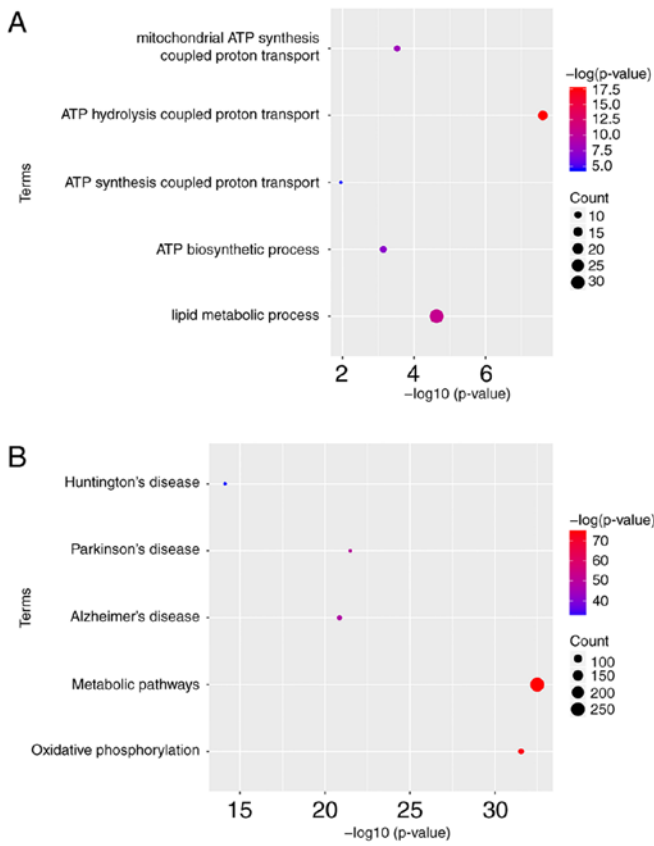 A
mitochondrial ATP synthesis
coupled proton transport
ATP hydrolysis coupled proton transport
ATP synthesis coupled proton transport
ATP biosynthetic process
lipid metabolic process
Terms
2 4 6
−log10 (p-value)
−log(p-value)
17.5
15.0
12.5
10.0
7.5
5.0
Count
10
15
20
25
30
B
Huntington's disease
Parkinson's disease
Alzheimer's disease
Metabolic pathways
Oxidative phosphorylation
Terms
15 20 25 30
−log10 (p-value)
−log(p-value)
70
60
50
40
Count
100
150
200
250